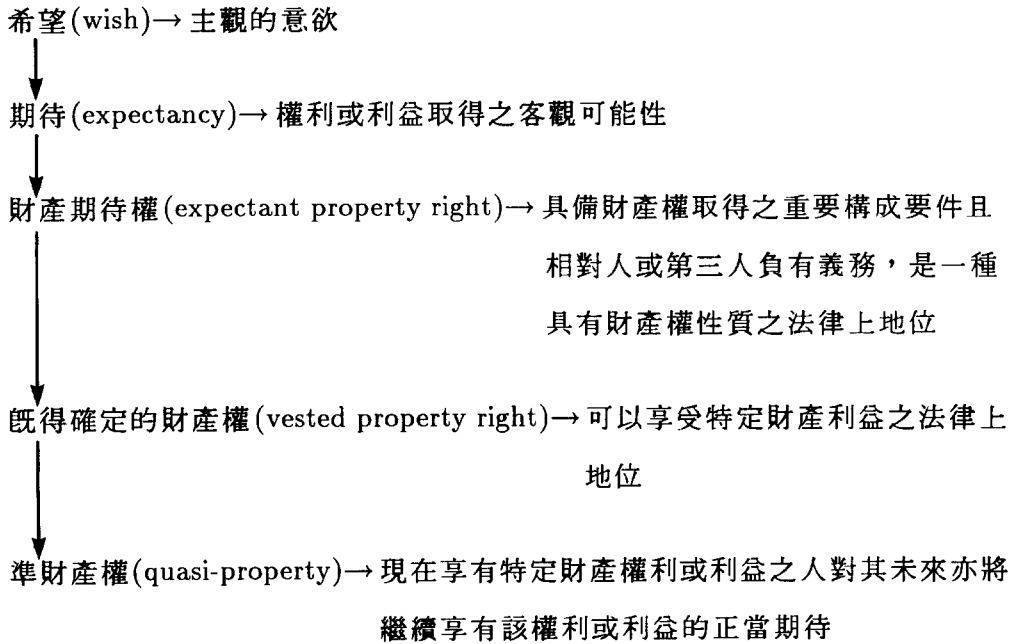 希望(wish)→主觀的意欲
期待(expectancy)→權利或利益取得之客觀可能性
財產期待權(expectant property right)→具備財產權取得之重要構成要件且
相對人或第三人負有義務，是一種
具有財產權性質之法律上地位
既得確定的財產權(vested property right)→可以享受特定財產利益之法律上
地位
準財產權(quasi-property)→現在享有特定財產權利或利益之人對其未來亦將
繼續享有該權利或利益的正當期待